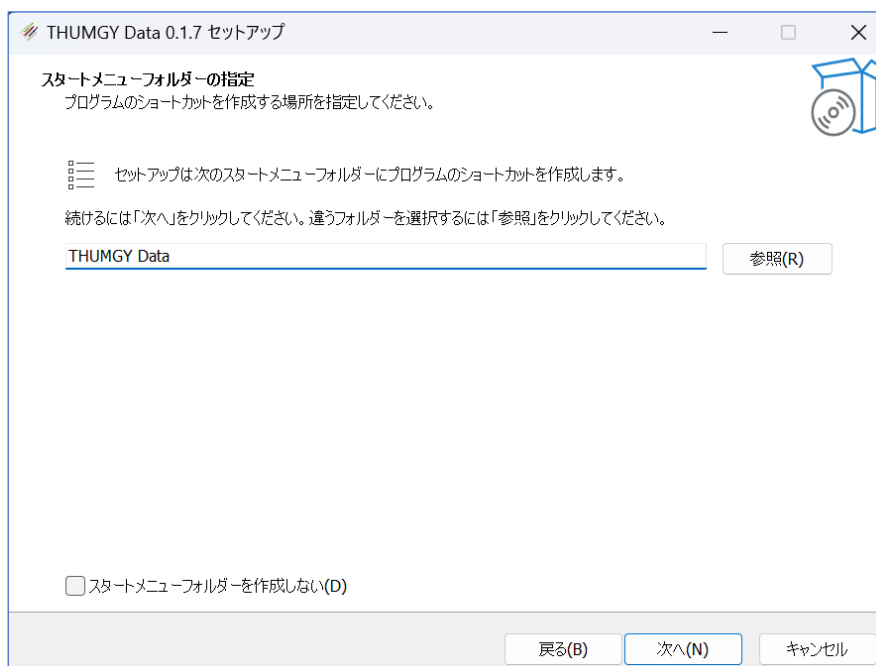 THUMGY Data 0.1.7 セットアップ
スタートメニューフォルダーの指定
プログラムのショートカットを作成する場所を指定してください。
セットアップは次のスタートメニューフォルダーにプログラムのショートカットを作成します。
続けるには「次へ」をクリックしてください。違うフォルダーを選択するには「参照」をクリックしてください。
THUMGY Data
参照(R)
スタートメニューフォルダーを作成しない(D)
戻る(B)
次へ(N)
キャンセル